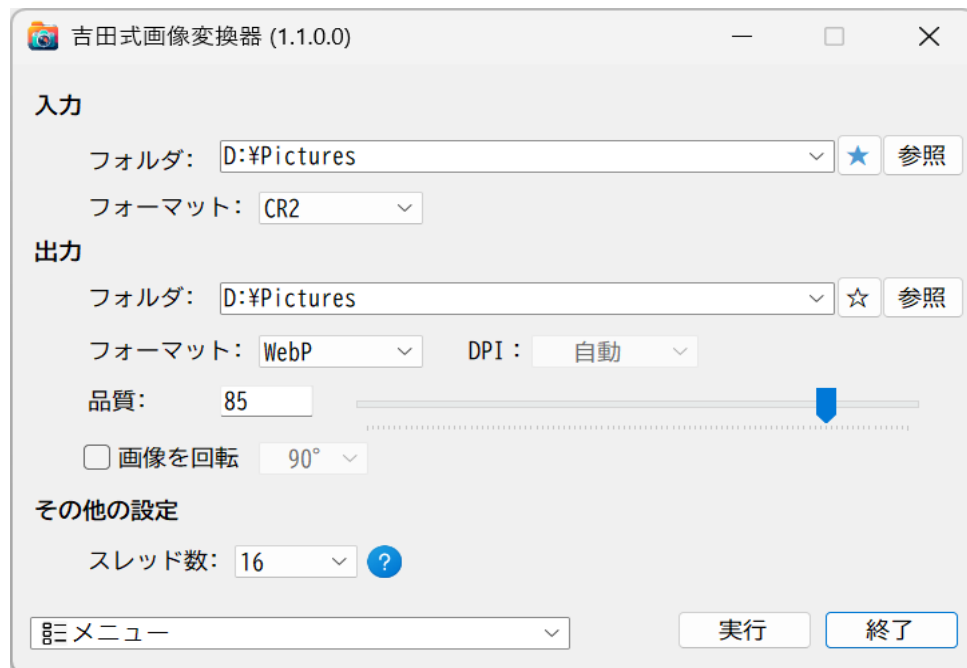 吉田式画像変換器 (1.1.0.0)
入力
フォルダ: D:¥Pictures ★ 参照
フォーマット: CR2
出力
フォルダ: D:¥Pictures ☆ 参照
フォーマット: WebP DPI : 自動
品質: 85
画像を回転 90°
その他の設定
スレッド数: 16 ?
メニュー 実行 終了